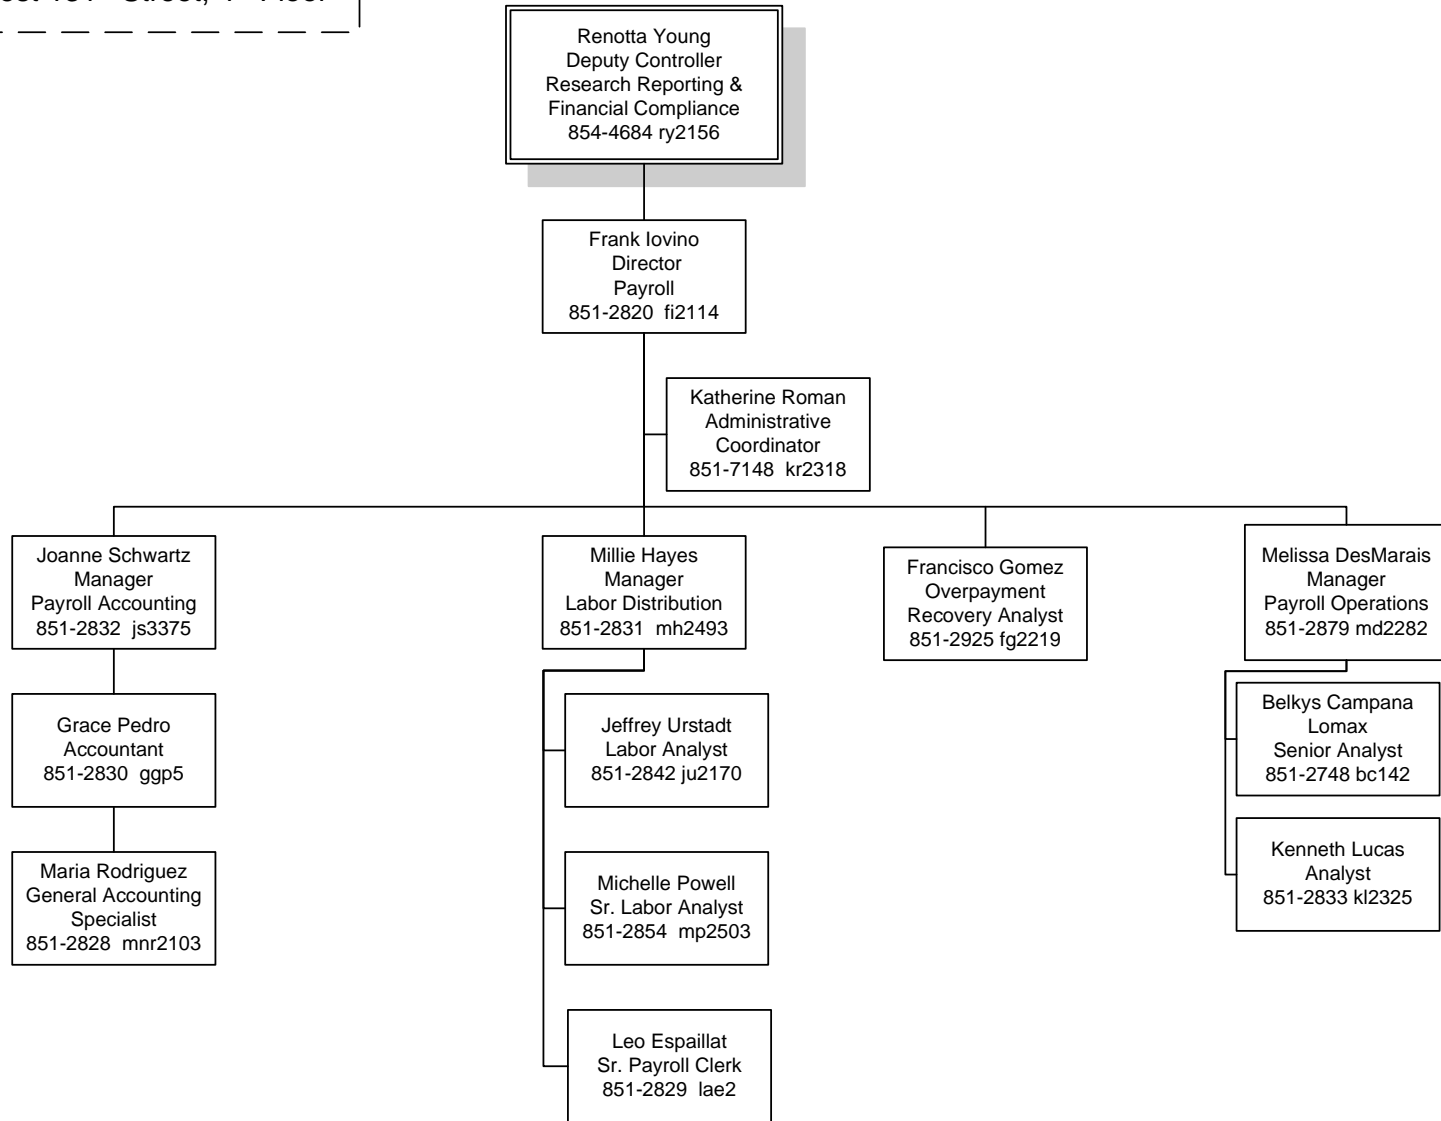 Street,
Floor
Renotta Young
Deputy Controller
Research Reporting &
Financial Compliance
854-4684 ry2156
Frank Iovino
Director
Payroll
851-2820 fi2114
Katherine Roman
Administrative
Coordinator
851-7148 kr2318
Joanne Schwartz
Manager
Payroll Accounting
851-2832 js3375
Millie Hayes
Manager
Labor Distribution
851-2831 mh2493
Francisco Gomez
Overpayment
Recovery Analyst
851-2925 fg2219
Melissa DesMarais
Manager
Payroll Operations
851-2879 md2282
Grace Pedro
Accountant
851-2830 ggp5
Jeffrey Urstadt
Labor Analyst
851-2842 ju2170
Belkys Campana
Lomax
Senior Analyst
851-2748 bc142
Maria Rodriguez
General Accounting
Specialist
851-2828 mnr2103
Michelle Powell
Sr. Labor Analyst
851-2854 mp2503
Kenneth Lucas
Analyst
851-2833 kl2325
Leo Espaillat
Sr. Payroll Clerk
851-2829 lae2